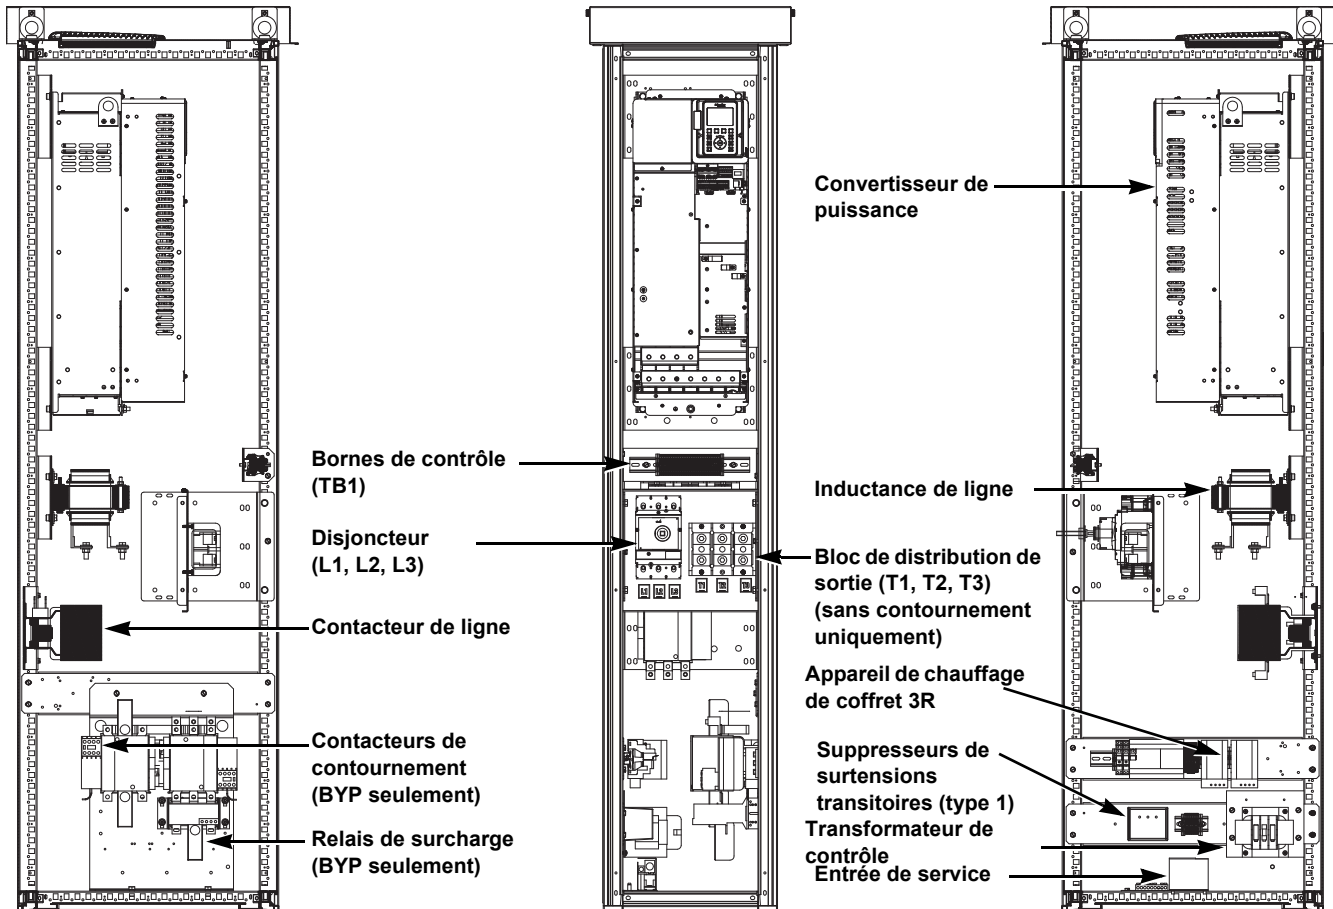 Convertisseur de
puissance
Bornes de contrôle
(TB1)
Inductance de ligne
Disjoncteur
(L1, L2, L3)
Bloc de distribution de
sortie (T1, T2, T3)
(sans contournement
uniquement)
L1 L2 L3
T1 T2 T3
Contacteur de ligne
Appareil de chauffage
de coffret 3R
Contacteurs de
contournement
(BYP seulement)
Suppresseurs de
surtensions
transitoires (type 1)
Transformateur de
contrôle
Relais de surcharge
(BYP seulement)
Entrée de service